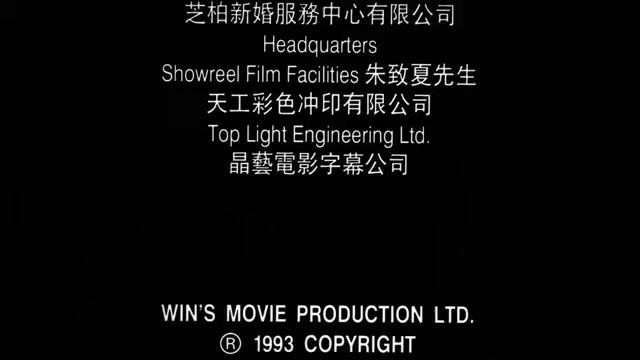 芝柏新婚服務中心有限公司
Headquarters
Showreel Film Facilities 朱致夏先生
天工彩色冲印有限公司
Top Light Engineering Ltd.
晶藝電影字幕公司
WIN'S MOVIE PRODUCTION LTD.
® 1993 COPYRIGHT